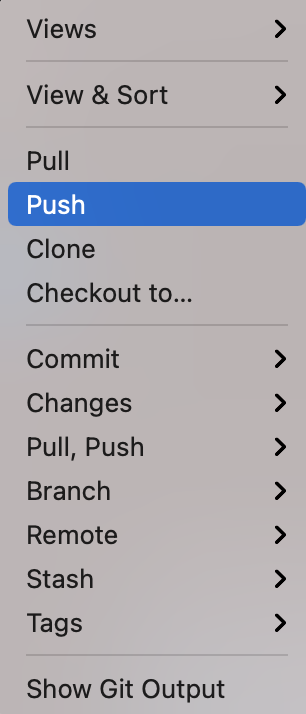 Views
View & Sort
Pull
Push
Clone
Checkout to...
Commit
Changes
Pull, Push
Branch
Remote
Stash
Tags
Show Git Output